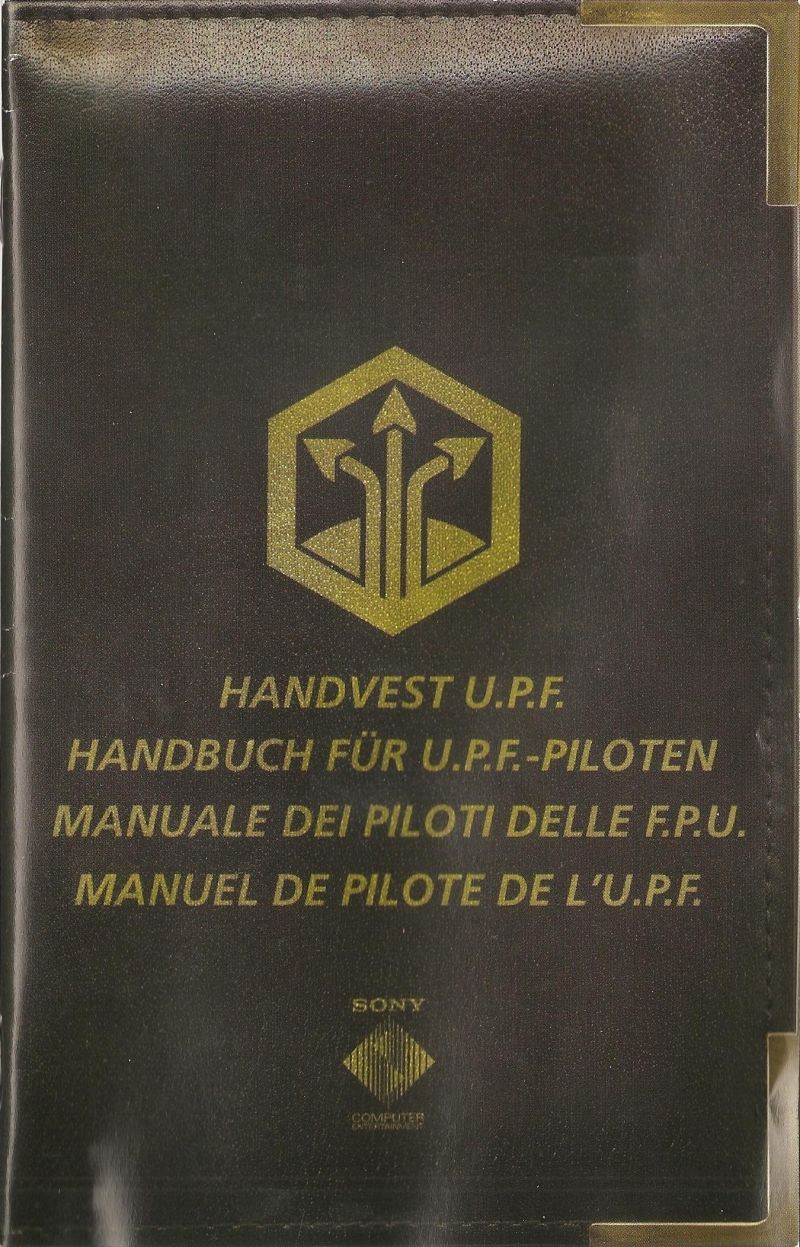 HANDVEST U.P.F.
HANDBUCH FÜR U.P.F.-PILOTEN
MANUALE DEI PILOTI DELLE F.P.U.
MANUEL DE PILOTE DE L'U.P.F.
SONY
COMPUTER
ENTERTAINMENT